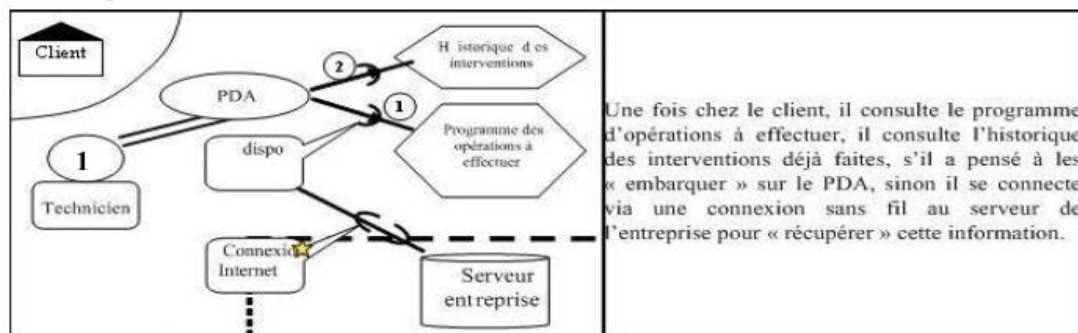 Client
H istorique d es
interventions
2
PDA
1
Programme des
opérations à
effectuer
dispo
1
Technicien
Connexio
Internet
Serveur
entreprise
Une fois chez le client, il consulte le programme
d'opérations à effectuer, il consulte l'historique
des interventions déjà faites, s'il a pensé à les
« embarquer » sur le PDA, sinon il se connecte
via une connexion sans fil au serveur de
l'entreprise pour « récupérer » cette information.